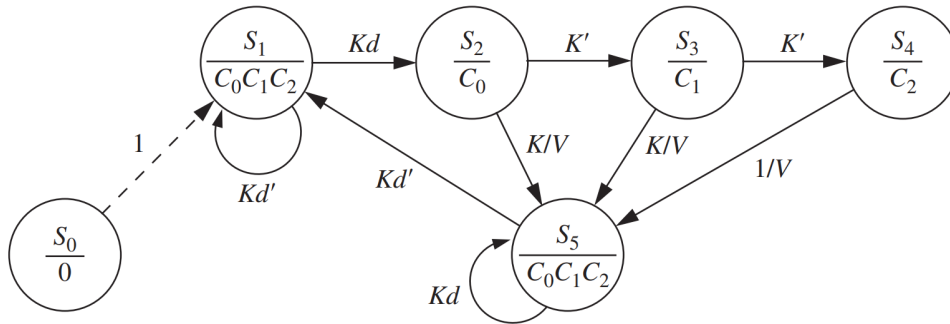 S₁
C₀C₁C₂
Kd
S₂
C₀
K′
S₃
C₁
K′
S₄
C₂
1
Kd′
Kd′
K/V
K/V
1/V
S₀
0
S₅
C₀C₁C₂
Kd